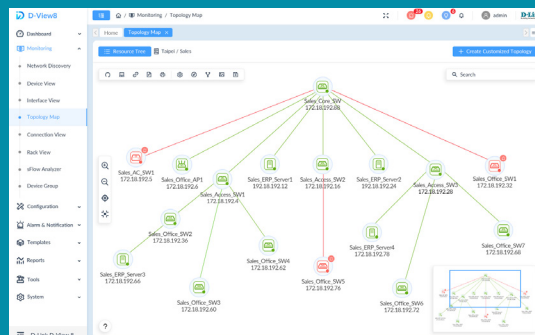 D-View8
Monitoring / Topology Map
admin
D-Li
Dashboard
Home
Topology Map ×
Monitoring
Resource Tree
Taipei / Sales
+ Create Customized Topology
Network Discovery
Device View
Search
Interface View
Topology Map
Connection View
Rack View
sFlow Analyzer
Device Group
Configuration
Alarm & Notification
Templates
Reports
Tools
System
Sales_Core_SW
172.18.192.88
Sales_AC_SW1
172.18.192.5
Sales_Office_AP1
172.18.192.6
Sales_Access_SW1
172.18.192.4
Sales_ERP_Server1
192.18.192.12
Sales_Access_SW2
172.18.192.16
Sales_ERP_Server2
172.18.192.24
Sales_Access_SW3
172.18.192.28
Sales_Office_SW1
172.18.192.32
Sales_Office_SW2
172.18.192.36
Sales_ERP_Server3
172.18.192.66
Sales_Office_SW3
172.18.192.60
Sales_Office_SW4
172.18.192.62
Sales_Office_SW5
172.18.192.76
Sales_ERP_Server4
172.18.192.78
Sales_Office_SW6
172.18.192.72
Sales_Office_SW7
172.18.192.68
?